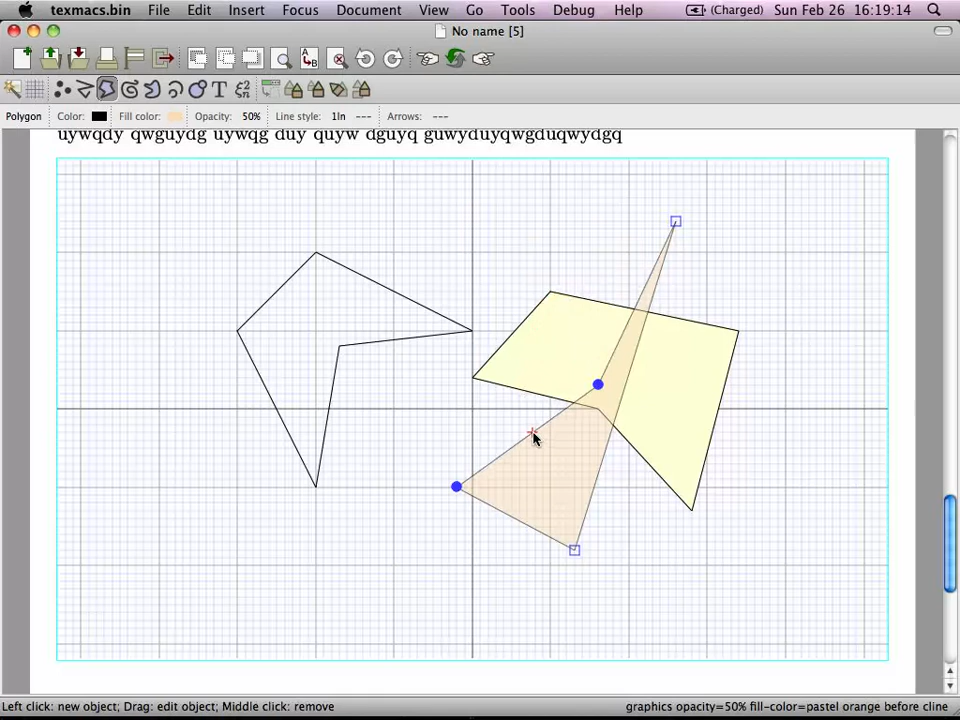 texmacs.bin File Edit Insert Focus Document View Go Tools Debug Help (Charged) Sun Feb 26 16:19:14
No name [5]
Polygon Color: Fill color: Opacity: 50% Line style: 1ln --- Arrows: ---
uywqdy qwguydg uywqg duy quyw dguyq guwyduyqwgduqwydgq
Left click: new object; Drag: edit object; Middle click: remove graphics opacity=50% fill-color=pastel orange before cline